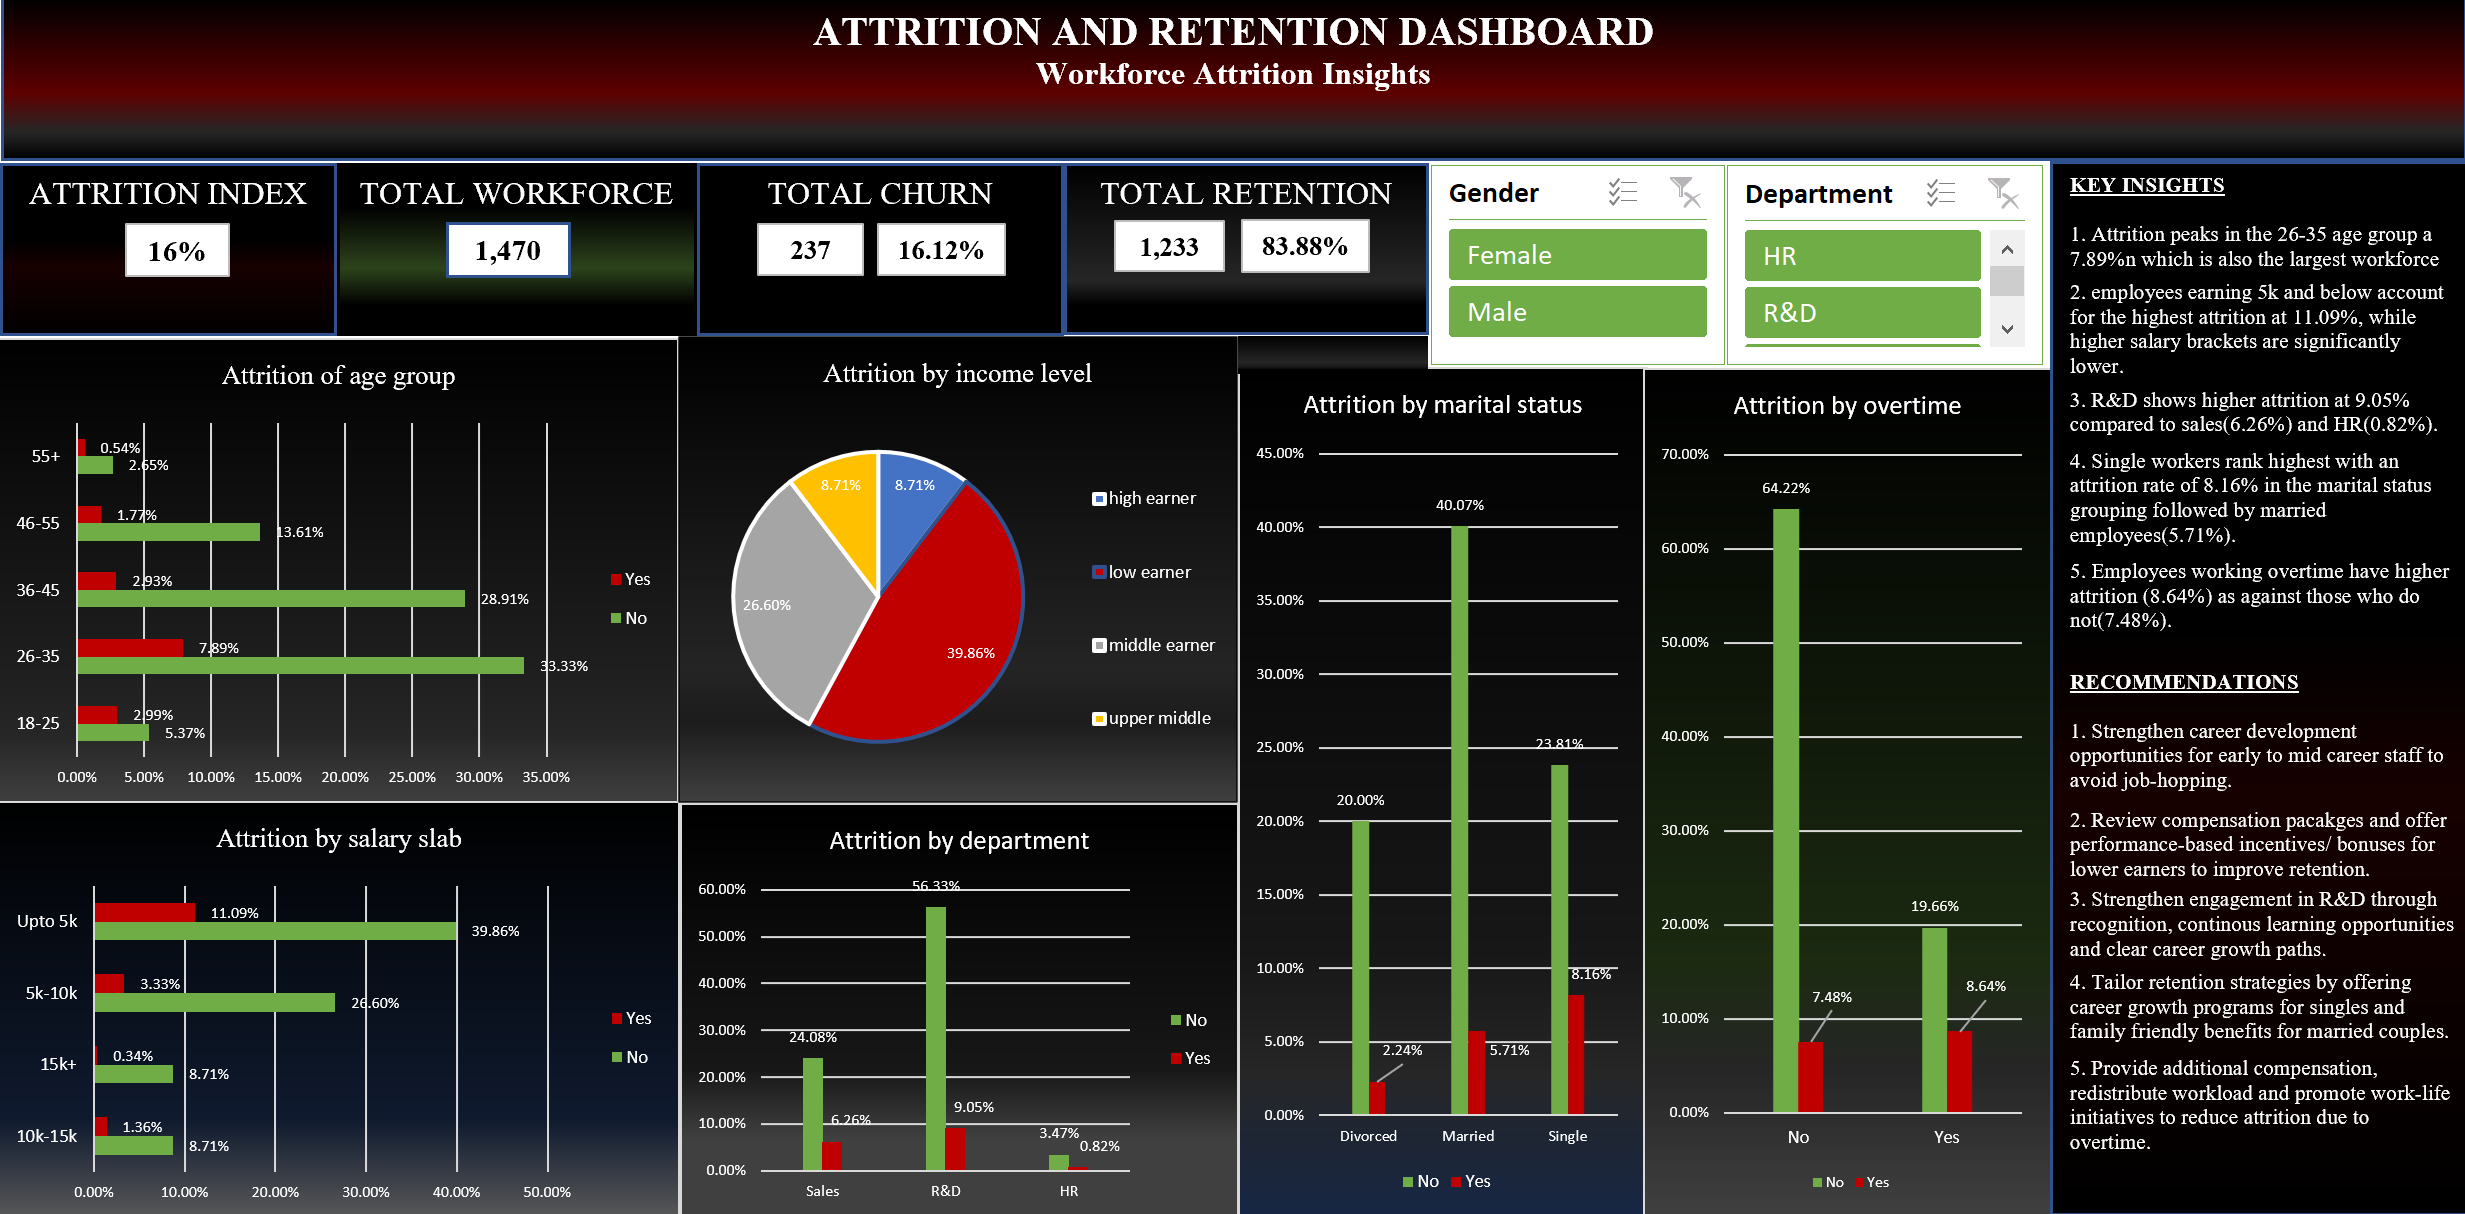 ATTRITION AND RETENTION DASHBOARD
Workforce Attrition Insights
ATTRITION INDEX
16%
TOTAL WORKFORCE
1,470
TOTAL CHURN
237 16.12%
TOTAL RETENTION
1,233 83.88%
Gender
Female
Male
Department
HR
R&D
Attrition of age group
55+
0.54%
2.65%
46-55
1.77%
13.61%
36-45
2.93%
28.91%
26-35
7.89%
33.33%
18-25
2.99%
5.37%
0.00% 5.00% 10.00% 15.00% 20.00% 25.00% 30.00% 35.00%
Yes
No
Attrition by income level
8.71%
8.71%
26.60%
39.86%
high earner
low earner
middle earner
upper middle
Attrition by salary slab
Upto 5k
11.09%
39.86%
5k-10k
3.33%
26.60%
15k+
0.34%
8.71%
10k-15k
1.36%
8.71%
0.00% 10.00% 20.00% 30.00% 40.00% 50.00%
Yes
No
Attrition by department
60.00%
50.00%
40.00%
30.00%
20.00%
10.00%
0.00%
24.08%
6.26%
56.33%
9.05%
3.47%
0.82%
Sales R&D HR
No
Yes
Attrition by marital status
45.00%
40.00%
35.00%
30.00%
25.00%
20.00%
15.00%
10.00%
5.00%
0.00%
20.00%
2.24%
40.07%
5.71%
23.81%
8.16%
Divorced Married Single
No Yes
Attrition by overtime
70.00%
60.00%
50.00%
40.00%
30.00%
20.00%
10.00%
0.00%
64.22%
7.48%
19.66%
8.64%
No Yes
No Yes
KEY INSIGHTS
1. Attrition peaks in the 26-35 age group a
7.89%n which is also the largest workforce
2. employees earning 5k and below account
for the highest attrition at 11.09%, while
higher salary brackets are significantly
lower.
3. R&D shows higher attrition at 9.05%
compared to sales(6.26%) and HR(0.82%).
4. Single workers rank highest with an
attrition rate of 8.16% in the marital status
grouping followed by married
employees(5.71%).
5. Employees working overtime have higher
attrition (8.64%) as against those who do
not(7.48%).
RECOMMENDATIONS
1. Strengthen career development
opportunities for early to mid career staff to
avoid job-hopping.
2. Review compensation pacakges and offer
performance-based incentives/ bonuses for
lower earners to improve retention.
3. Strengthen engagement in R&D through
recognition, continous learning opportunities
and clear career growth paths.
4. Tailor retention strategies by offering
career growth programs for singles and
family friendly benefits for married couples.
5. Provide additional compensation,
redistribute workload and promote work-life
initiatives to reduce attrition due to
overtime.